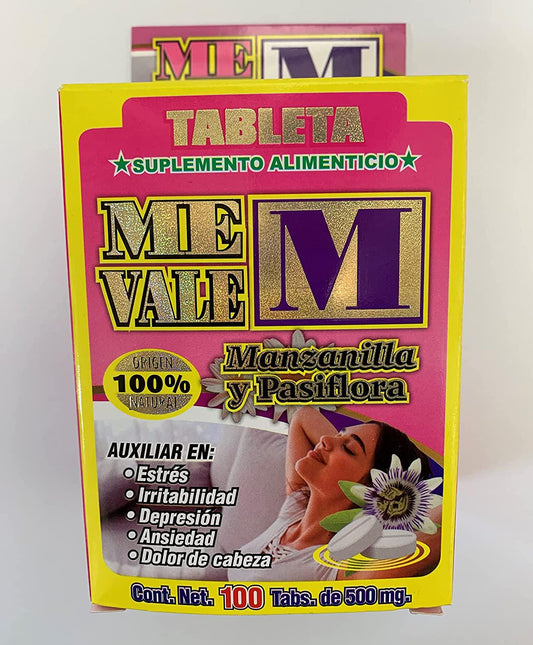 ME M
TABLETA
★SUPLEMENTO ALIMENTICIO★
ME
VALE
M
Manzanilla
y Pasiflora
ORIGEN
100%
NATURAL
AUXILIAR EN:
• Estrés
• Irritabilidad
• Depresión
• Ansiedad
• Dolor de cabeza
Cont. Net. 100 Tabs. de 500 mg.